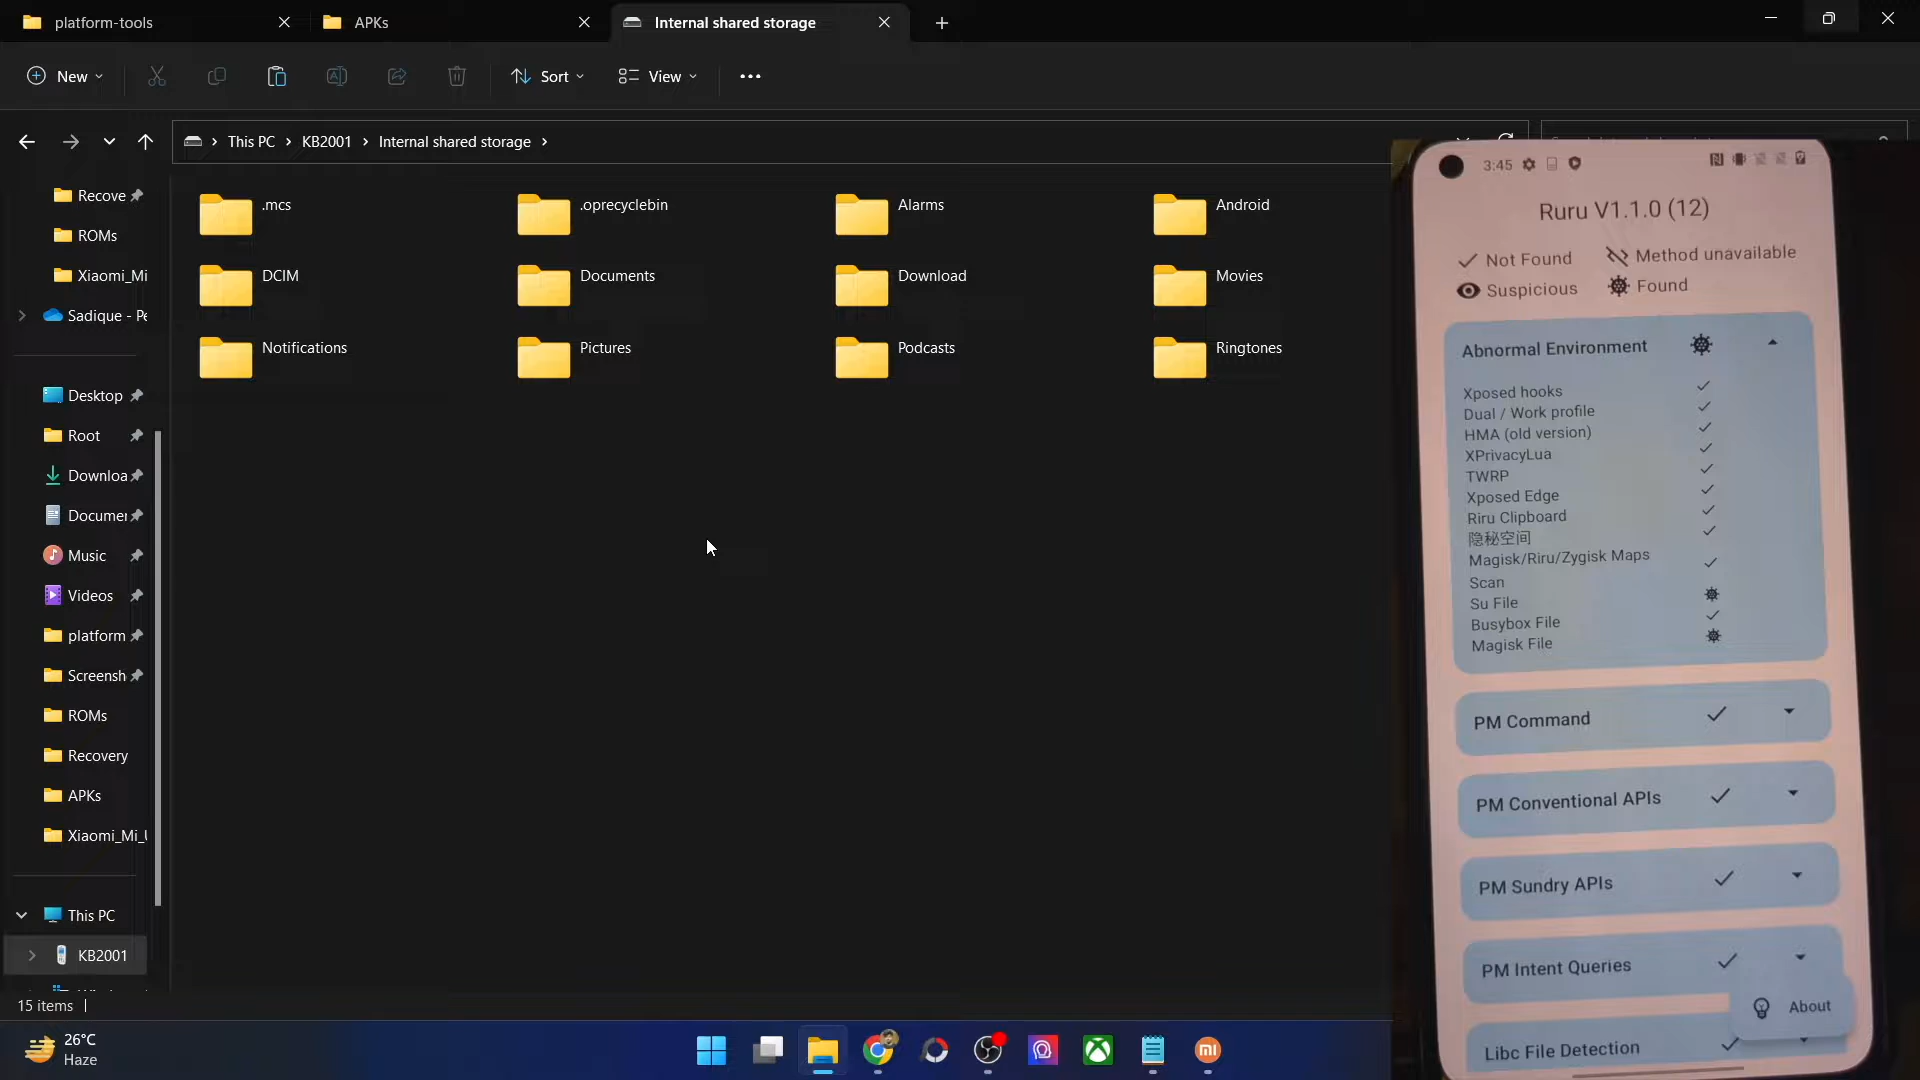 platform-tools
APKs
Internal shared storage
New
Sort
View
This PC
KB2001
Internal shared storage
Recove
ROMs
Xiaomi_Mi
Sadique - Pe
Desktop
Root
Downloa
Documer
Music
Videos
platform
Screensh
ROMs
Recovery
APKs
Xiaomi_Mi_
This PC
KB2001
.mcs
.oprecyclebin
Alarms
Android
DCIM
Documents
Download
Movies
Notifications
Pictures
Podcasts
Ringtones
15 items
26°C
Haze
3:45
Ruru V1.1.0 (12)
Not Found
Method unavailable
Suspicious
Found
Abnormal Environment
Xposed hooks
Dual / Work profile
HMA (old version)
XPrivacyLua
TWRP
Xposed Edge
Riru Clipboard
隐秘空间
Magisk/Riru/Zygisk Maps
Scan
Su File
Busybox File
Magisk File
PM Command
PM Conventional APIs
PM Sundry APIs
PM Intent Queries
About
Libc File Detection